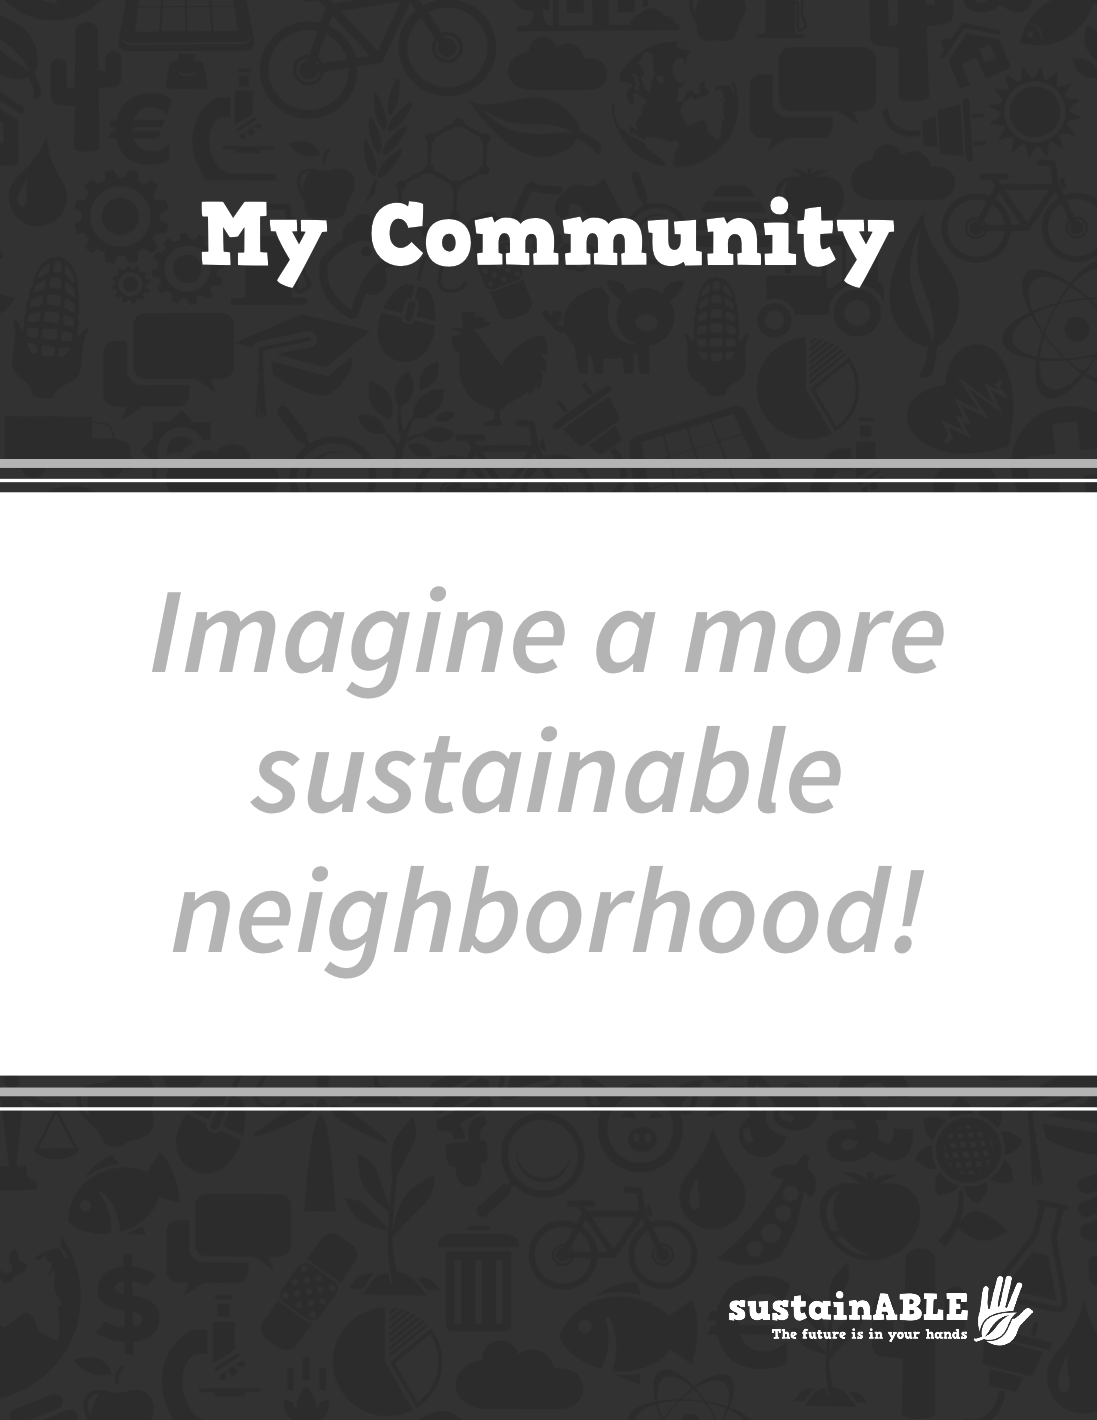 My Community
Imagine a more
sustainable
neighborhood!
sustainABLE
The future is in your hands